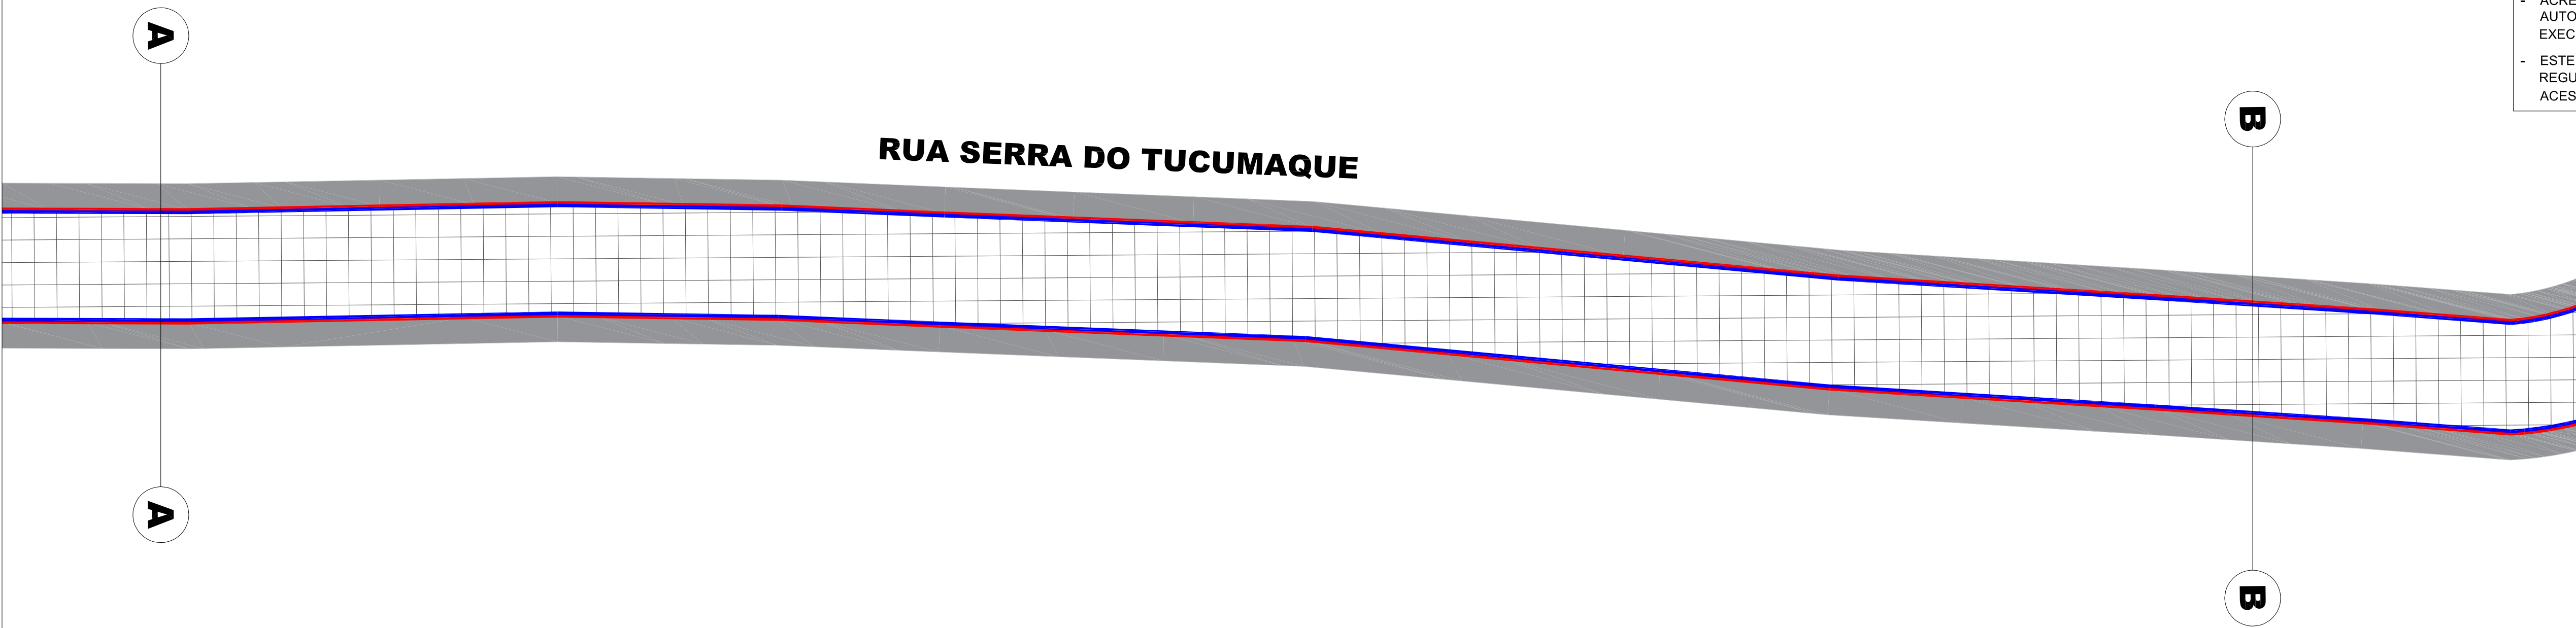 A
RUA SERRA DO TUCUMAQUE
B
- 
AUTO
EXEC
- ESTE
REGU
ACES
A
B